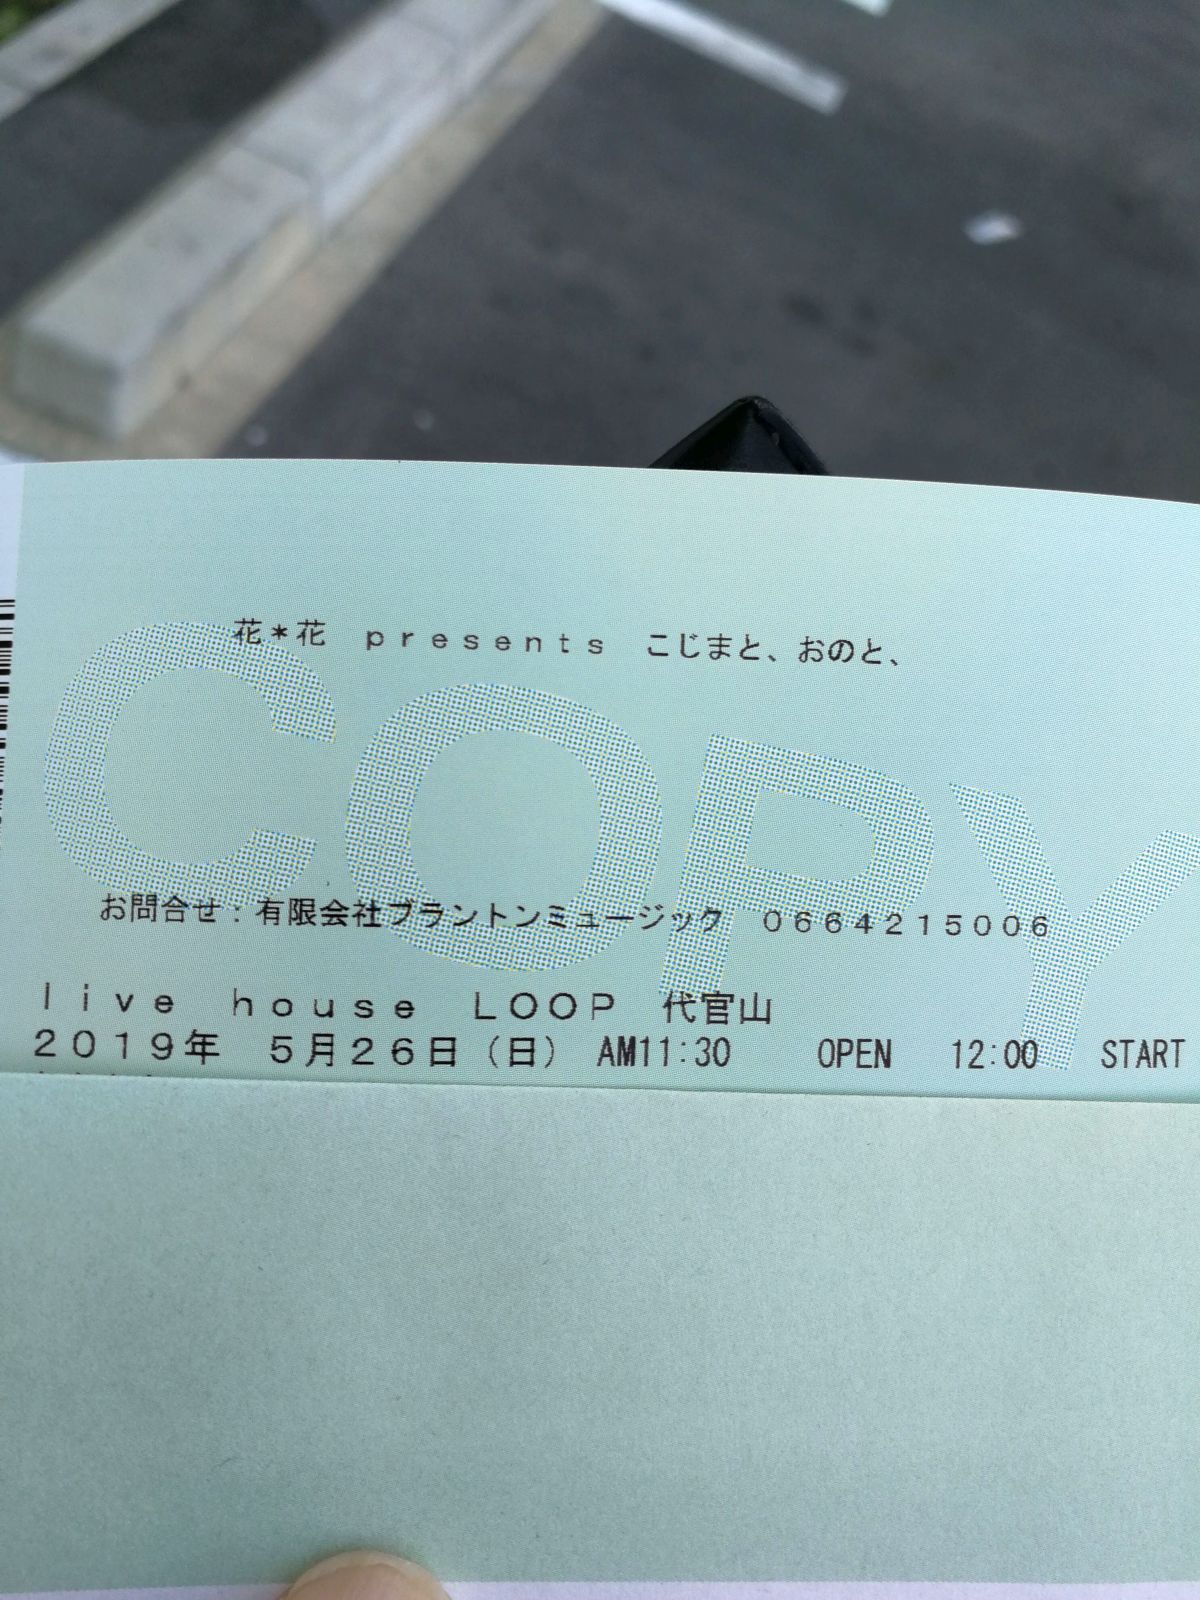 花＊花　ｐｒｅｓｅｎｔｓ　こじまと、おのと、
COPY
お問合せ：有限会社ブラントンミュージック　０６６４２１５００６
ｌｉｖｅ　ｈｏｕｓｅ　ＬＯＯＰ　代官山
２０１９年　５月２６日（日）　AM11:30　OPEN　12:00　START